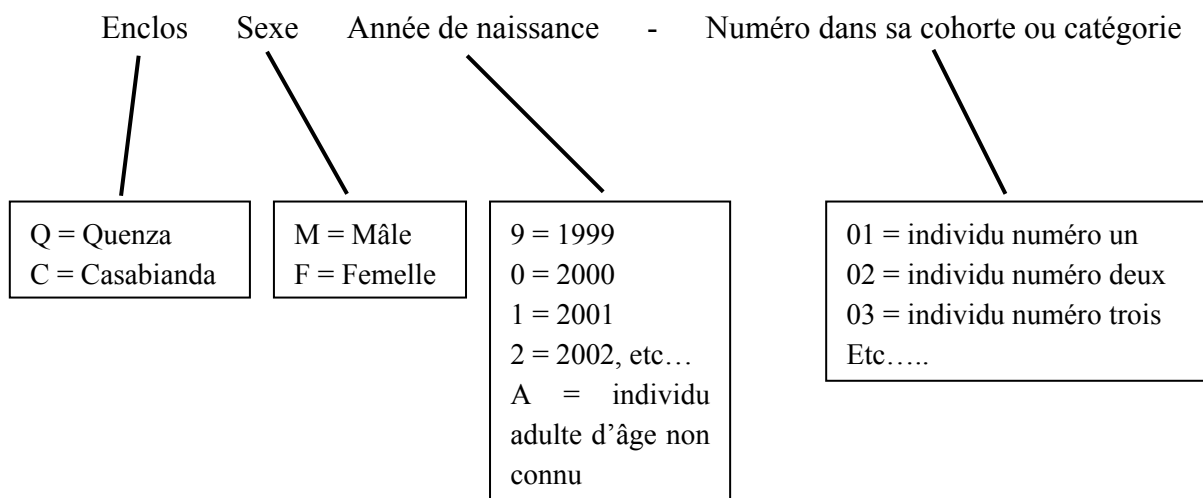 Enclos Sexe Année de naissance - Numéro dans sa cohorte ou catégorie
Q = Quenza
C = Casabianda
M = Mâle
F = Femelle
9 = 1999
0 = 2000
1 = 2001
2 = 2002, etc…
A = individu
adulte d’âge non
connu
01 = individu numéro un
02 = individu numéro deux
03 = individu numéro trois
Etc…..